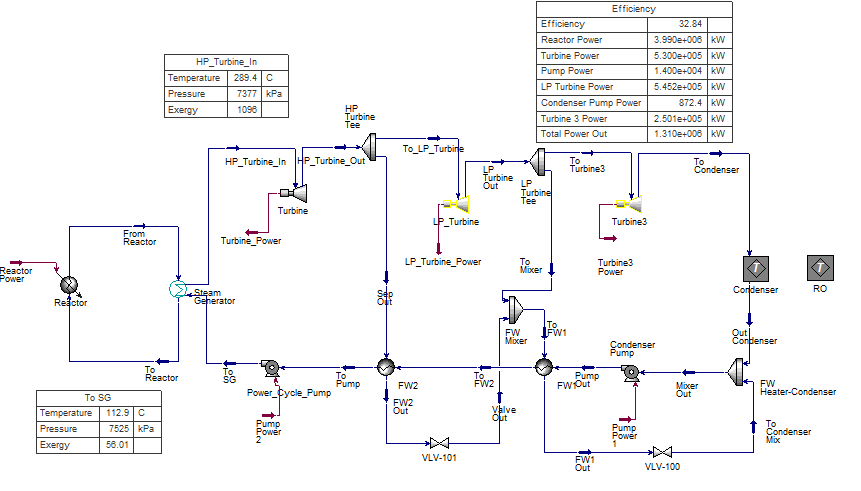 Efficiency
Efficiency 32.84
Reactor Power 3.990e+006 kW
Turbine Power 5.300e+005 kW
Pump Power 1.400e+004 kW
LP Turbine Power 5.452e+005 kW
Condenser Pump Power 872.4 kW
Turbine 3 Power 2.501e+005 kW
Total Power Out 1.310e+006 kW
HP_Turbine_In
Temperature 289.4 C
Pressure 7377 kPa
Exergy 1096
HP
Turbine
Tee
HP_Turbine_In
HP_Turbine_Out
To_LP_Turbine
LP
Turbine
Out
LP
Turbine
Tee
To
Turbine3
To
Condenser
Turbine
Turbine_Power
LP_Turbine
LP_Turbine_Power
Turbine3
Turbine3
Power
From
Reactor
Reactor
Power
Reactor
Steam
Generator
Sep
Out
To
Mixer
Condenser
RO
T
T
FW
Mixer
To
FW1
Condenser
Pump
Out
Condenser
To
Reactor
To
SG
Power_Cycle_Pump
To
Pump
FW2
To
FW2
FW1
Pump
Out
Mixer
Out
FW
Heater-Condenser
To SG
Temperature 112.9 C
Pressure 7525 kPa
Exergy 56.01
Pump
Power
2
FW2
Out
Valve
Out
VLV-101
Pump
Power
1
To
Condenser
Mix
FW1
Out
VLV-100